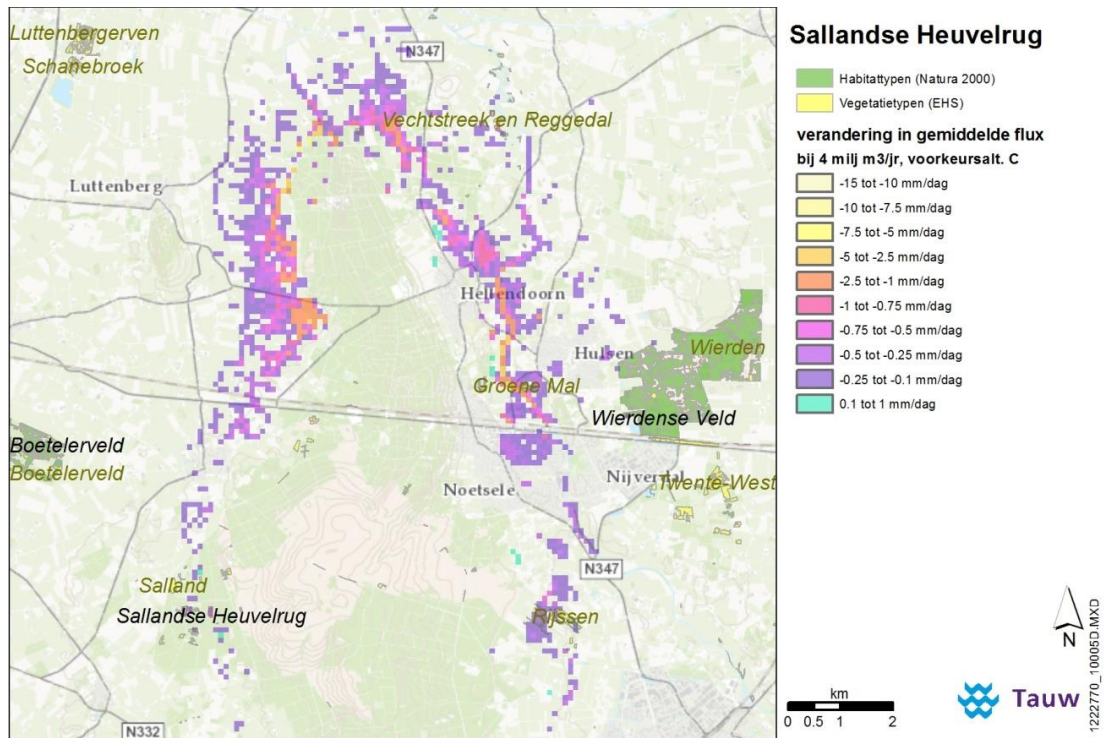 Luttenbergerven
Schanebroek
N347
Vechtstreek en Reggedal
Luttenberg
Hellendoorn
Hulsen
Wierden
Groene Mal
Wierdense Veld
Boetelerveld
Boetelerveld
Noetsele
Nijverdal
Twente-West
N347
Salland
Sallandse Heuvelrug
Rijssen
N332
Sallandse Heuvelrug
Habitattypen (Natura 2000)
Vegetatietypen (EHS)
verandering in gemiddelde flux
bij 4 milj m3/jr, voorkeursalt. C
-15 tot -10 mm/dag
-10 tot -7.5 mm/dag
-7.5 tot -5 mm/dag
-5 tot -2.5 mm/dag
-2.5 tot -1 mm/dag
-1 tot -0.75 mm/dag
-0.75 tot -0.5 mm/dag
-0.5 tot -0.25 mm/dag
-0.25 tot -0.1 mm/dag
0.1 tot 1 mm/dag
N
km
0 0.5 1 2
Tauw
1222770_10005D.MXD